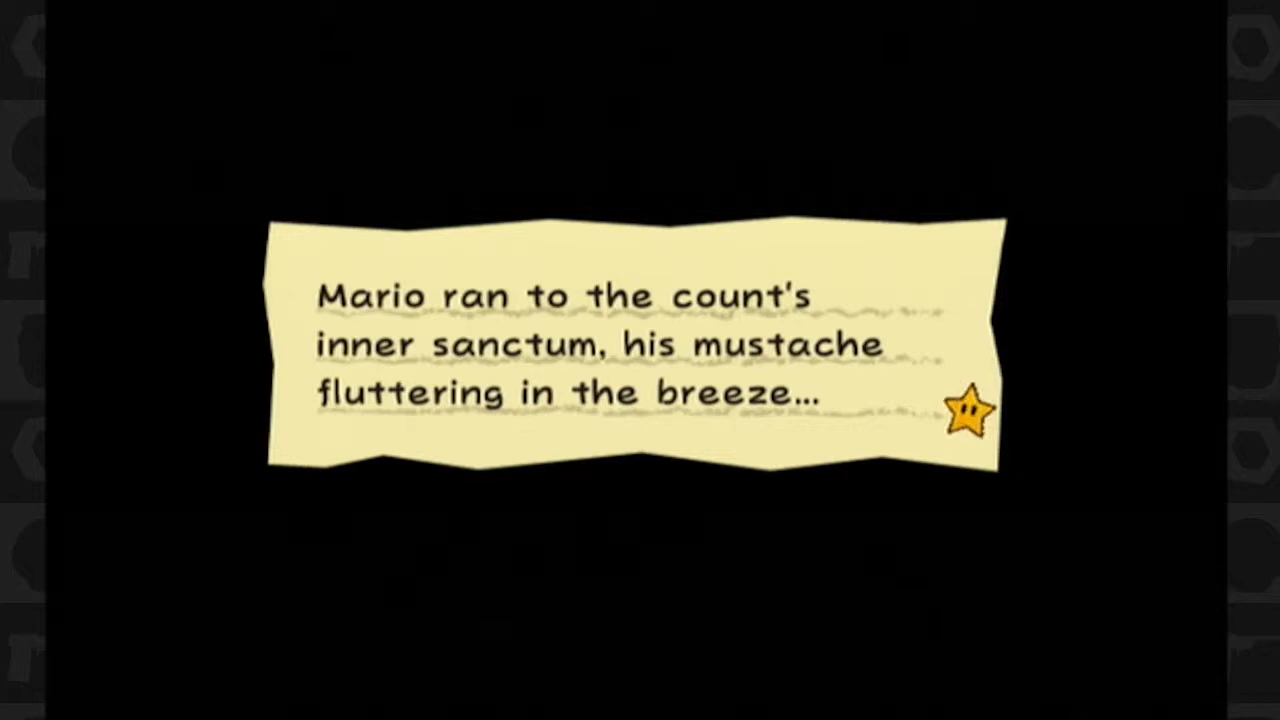 Mario ran to the count's
inner sanctum, his mustache
fluttering in the breeze...